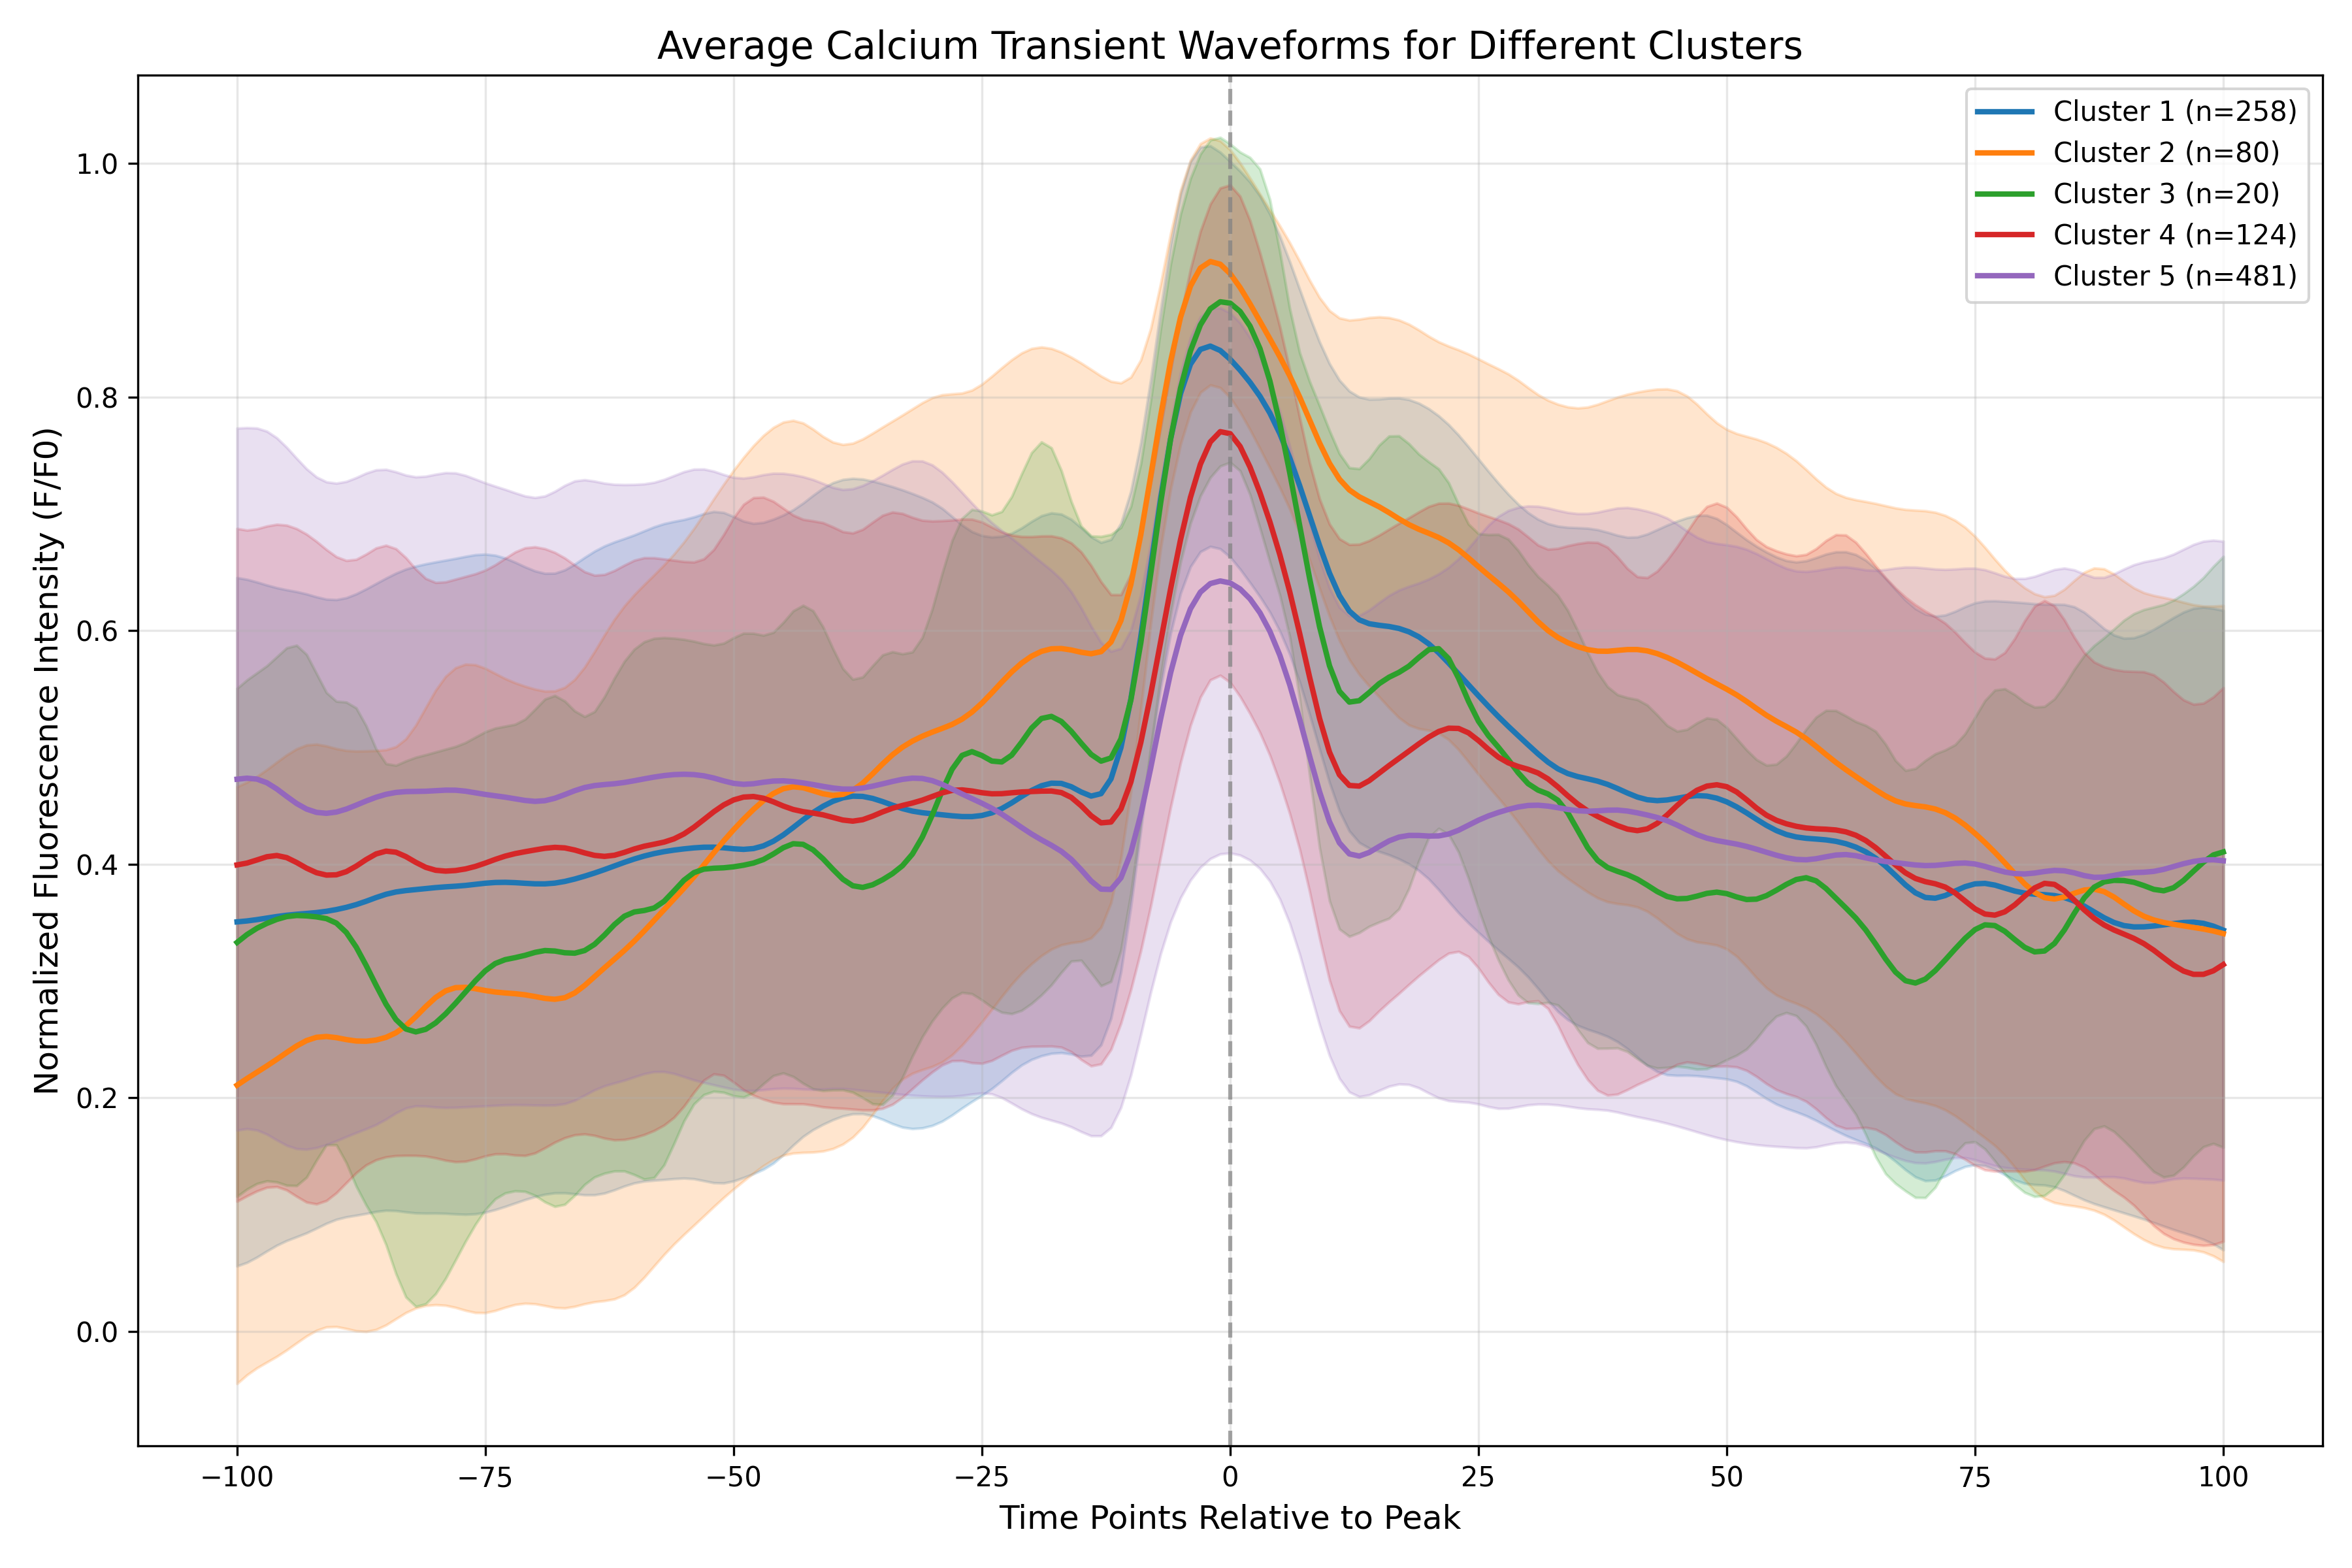 Average Calcium Transient Waveforms for Different Clusters
Cluster 1 (n=258)
Cluster 2 (n=80)
Cluster 3 (n=20)
Cluster 4 (n=124)
Cluster 5 (n=481)
Normalized Fluorescence Intensity (F/F0)
1.0
0.8
0.6
0.4
0.2
0.0
−100 −75 −50 −25 0 25 50 75 100
Time Points Relative to Peak